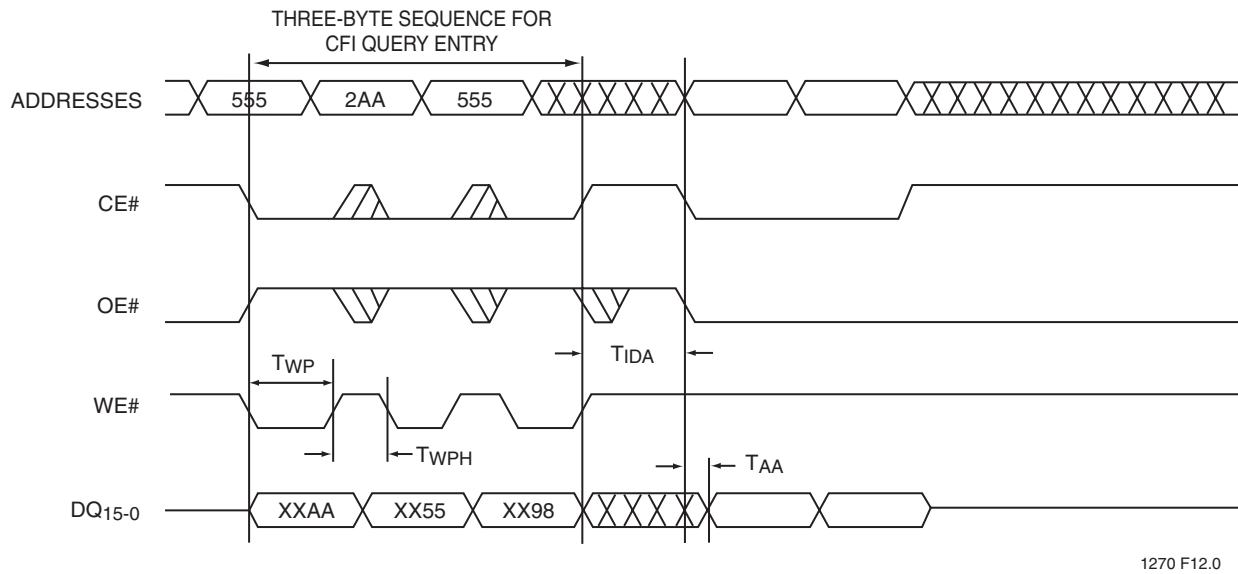 THREE-BYTE SEQUENCE FOR
CFI QUERY ENTRY
ADDRESSES
555 2AA 555
CE#
OE#
TIDA
TWP
WE#
TWPH
TAA
DQ15-0
XXAA XX55 XX98
1270 F12.0